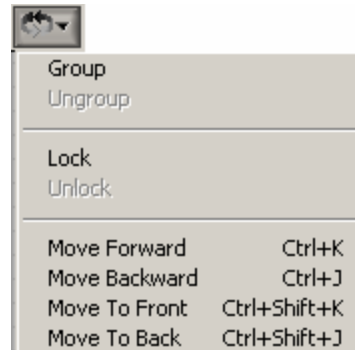 Group
Ungroup
Lock
Unlock
Move Forward Ctrl+K
Move Backward Ctrl+J
Move To Front Ctrl+Shift+K
Move To Back Ctrl+Shift+J